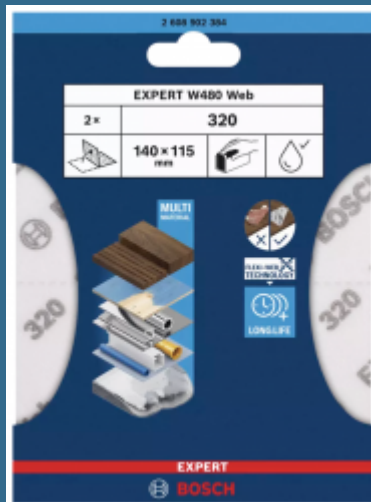 2 608 902 384
EXPERT W480 Web
2× 320
140×115
mm
MULTI
MATERIAL
BOSCH
320
BOSCH
320
FLEXI-WEB
TECHNOLOGY
LONGLIFE
EXPERT
BOSCH